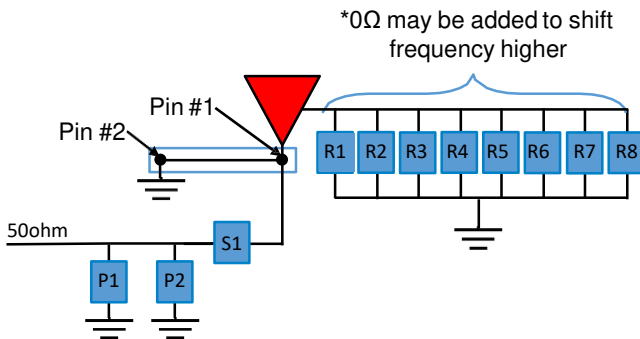 *0Ω may be added to shift
frequency higher
Pin #1
Pin #2
R1 R2 R3 R4 R5 R6 R7 R8
50ohm
S1
P1 P2